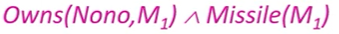 Owns(Nono,M₁) ∧ Missile(M₁)